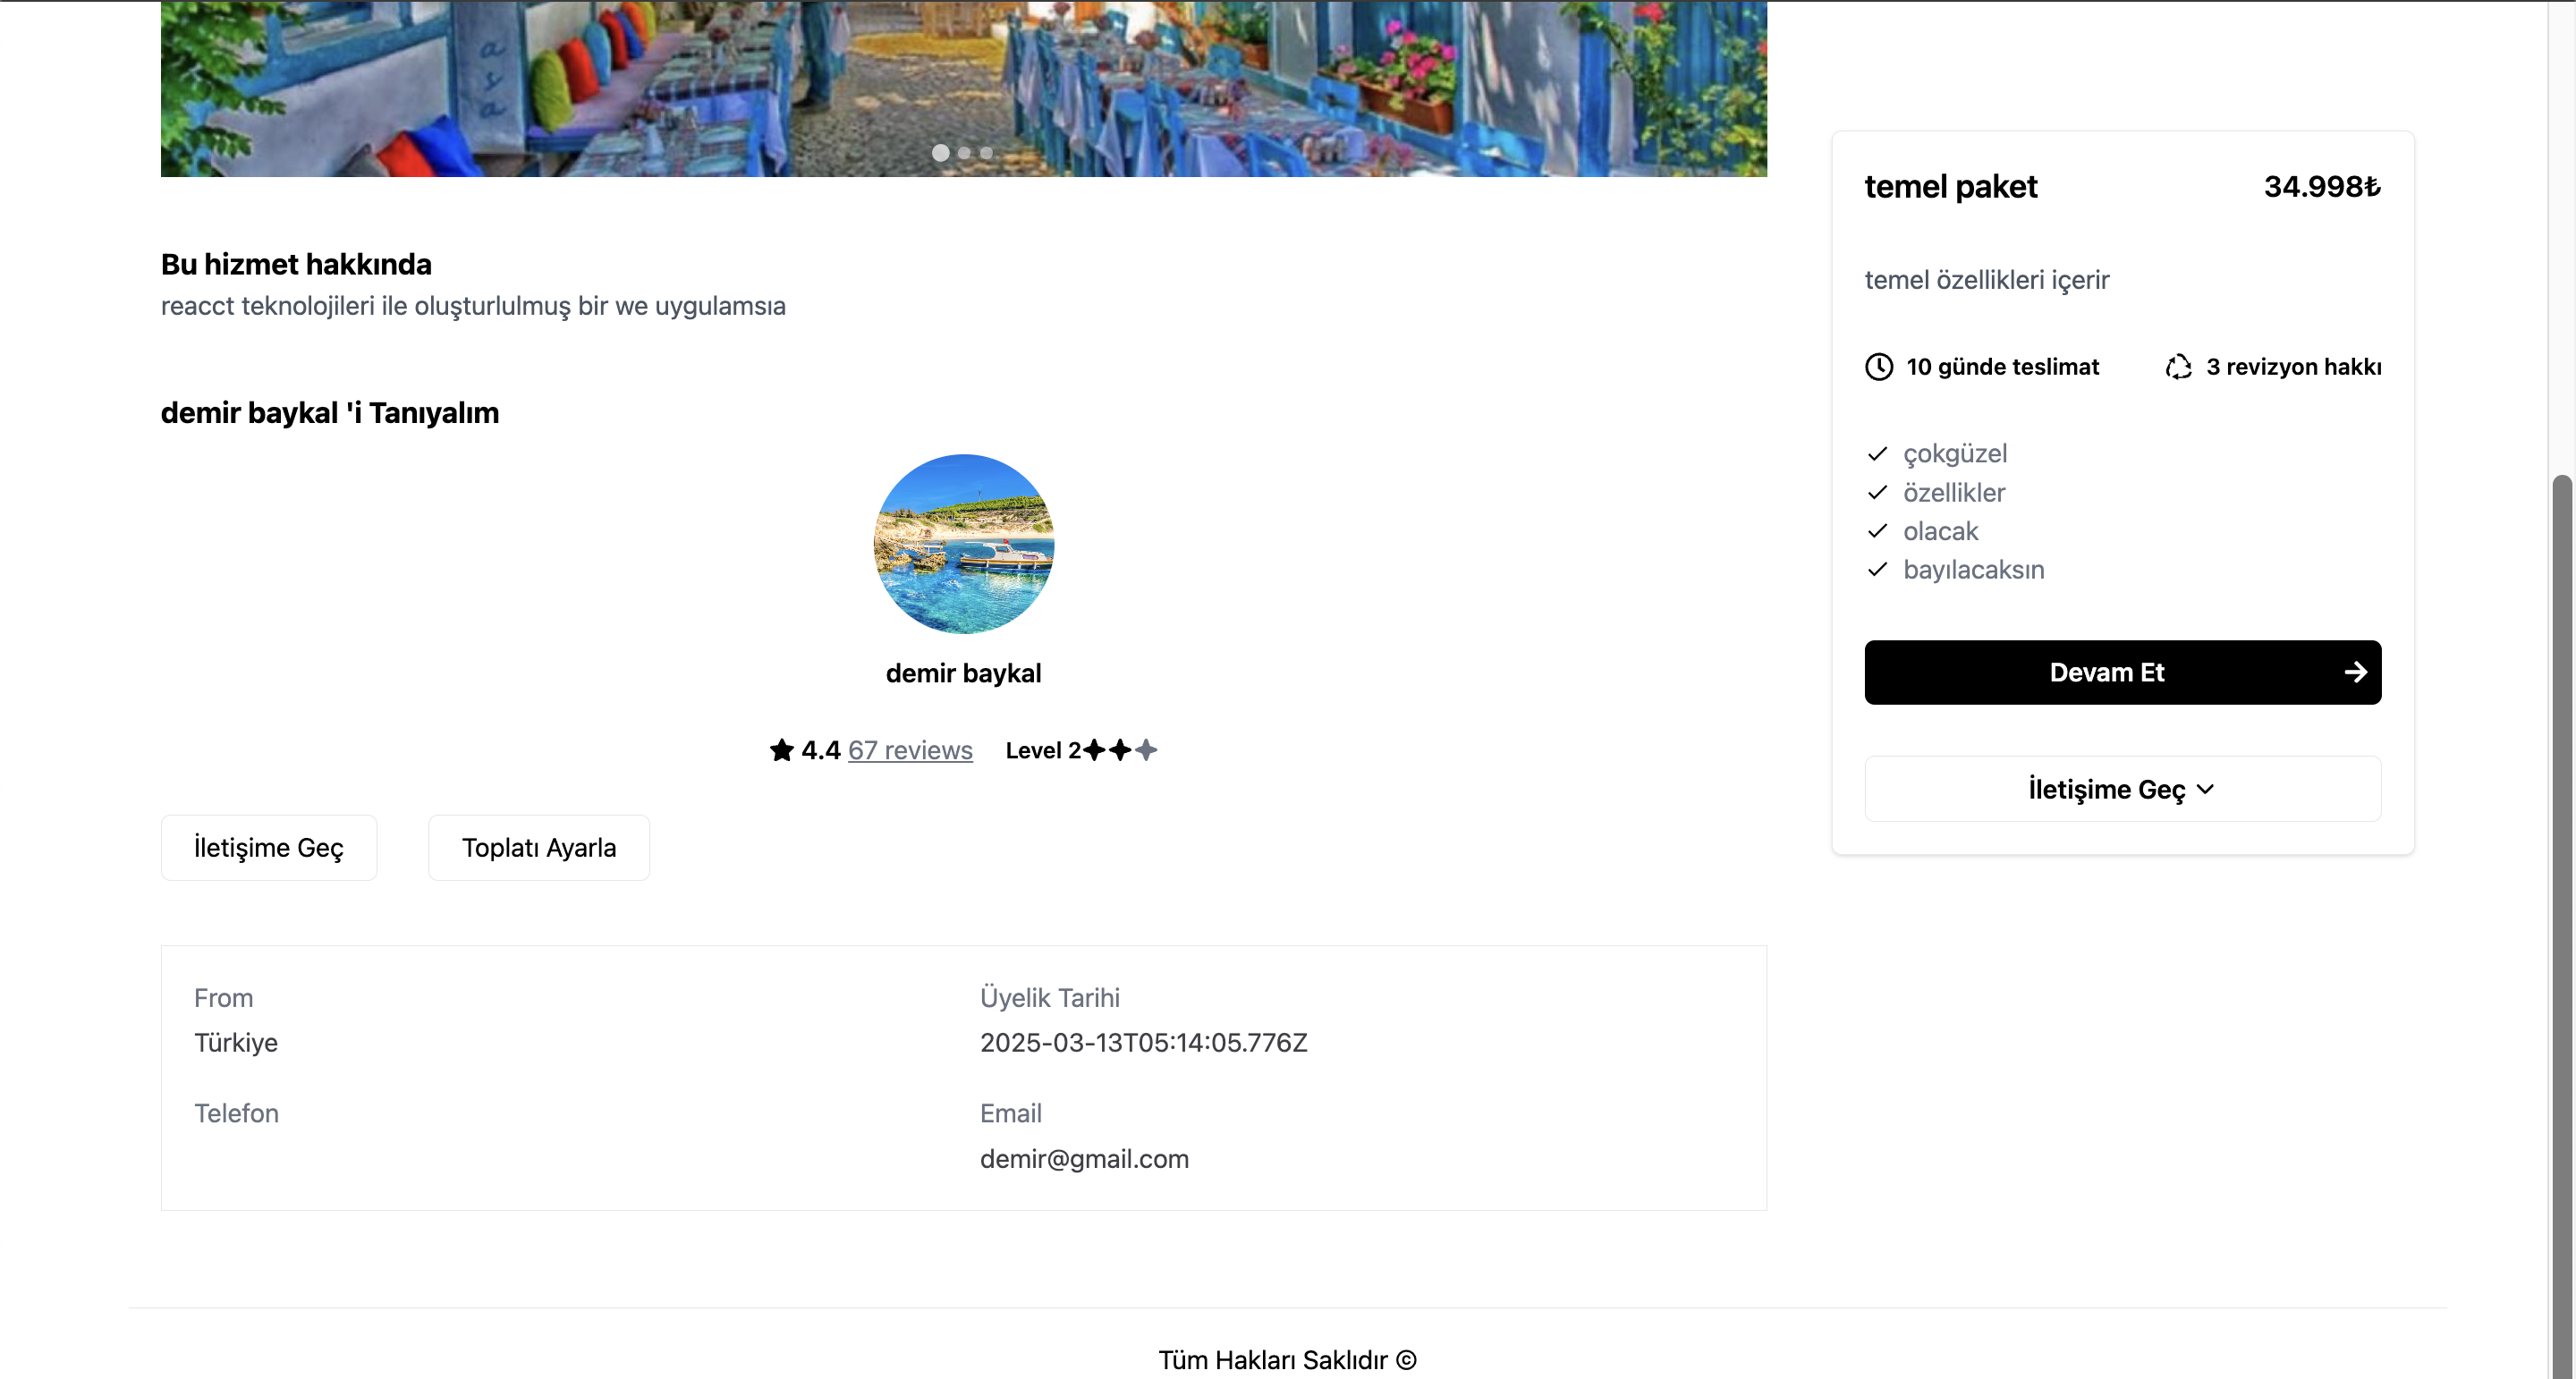 a
s
a
Bu hizmet hakkında
reacct teknolojileri ile oluşturlulmuş bir we uygulamsıa
demir baykal 'i Tanıyalım
demir baykal
4.4 67 reviews Level 2
İletişime Geç
Toplatı Ayarla
From
Türkiye
Üyelik Tarihi
2025-03-13T05:14:05.776Z
Telefon
Email
demir@gmail.com
temel paket
34.998₺
temel özellikleri içerir
10 günde teslimat
3 revizyon hakkı
çokgüzel
özellikler
olacak
bayılacaksın
Devam Et
İletişime Geç
Tüm Hakları Saklıdır ©